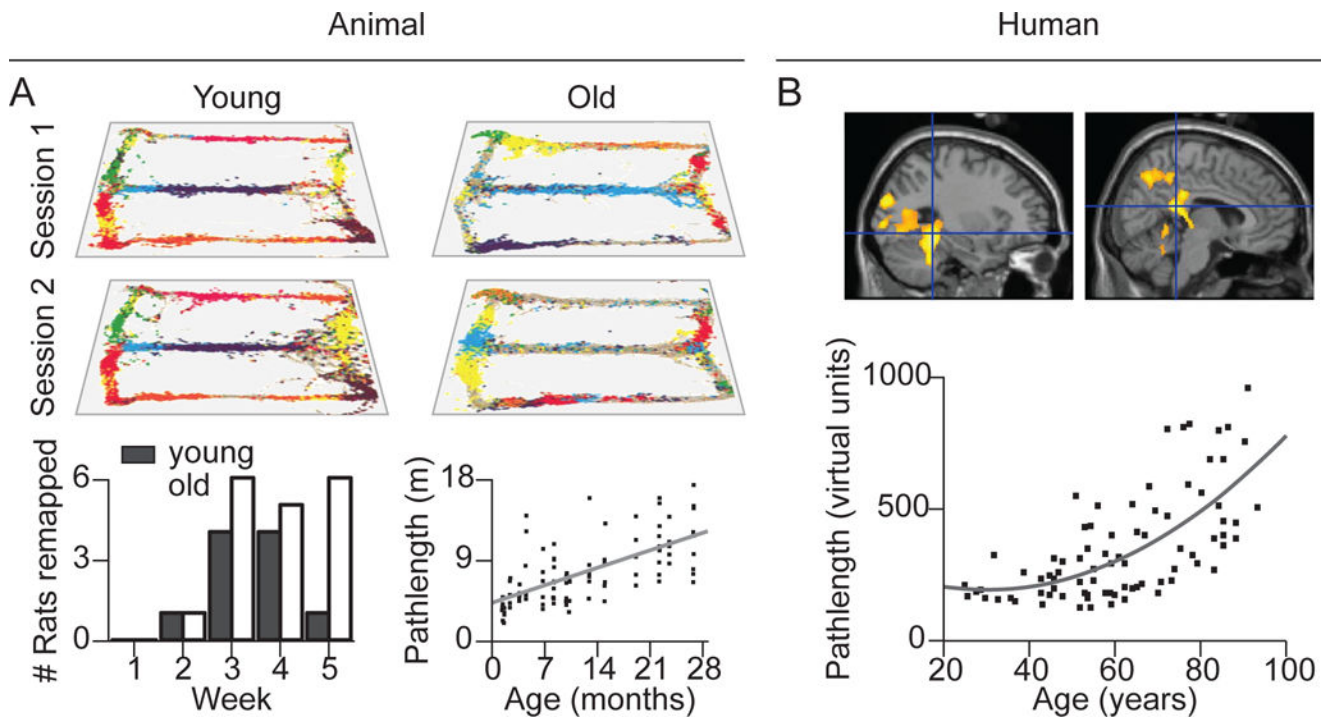 Animal
Human
A
Young
Old
B
Session 1
Session 2
# Rats remapped
6
3
0
young
old
1 2 3 4 5
Week
Pathlength (m)
18
9
0
0 7 14 21 28
Age (months)
Pathlength (virtual units)
1000
500
0
20 40 60 80 100
Age (years)